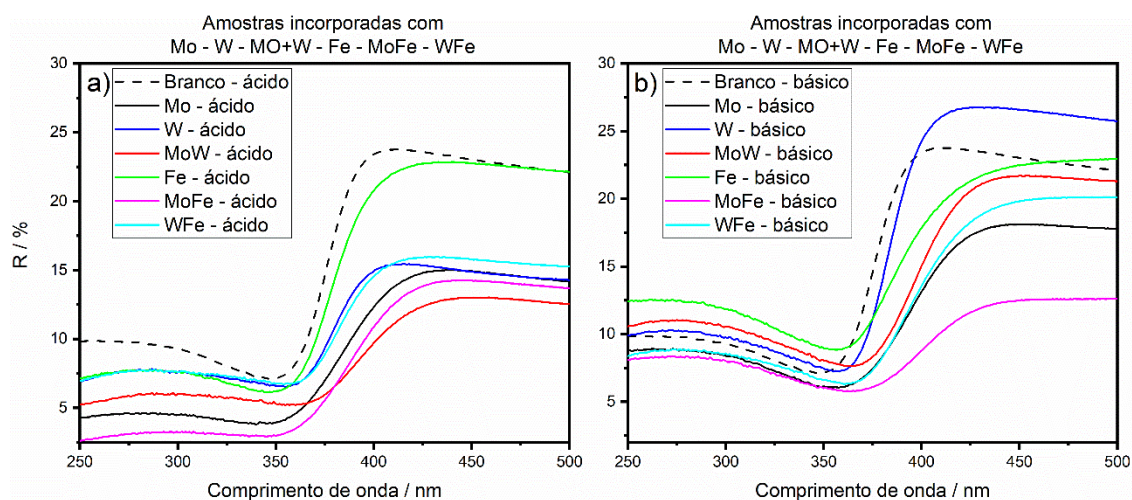 Amostras incorporadas com
Mo - W - MO+W - Fe - MoFe - WFe
a)
Branco - ácido
Mo - ácido
W - ácido
MoW - ácido
Fe - ácido
MoFe - ácido
WFe - ácido
R / %
30
25
20
15
10
5
250 300 350 400 450 500
Comprimento de onda / nm
Amostras incorporadas com
Mo - W - MO+W - Fe - MoFe - WFe
b)
Branco - básico
Mo - básico
W - básico
MoW - básico
Fe - básico
MoFe - básico
WFe - básico
30
25
20
15
10
5
250 300 350 400 450 500
Comprimento de onda / nm